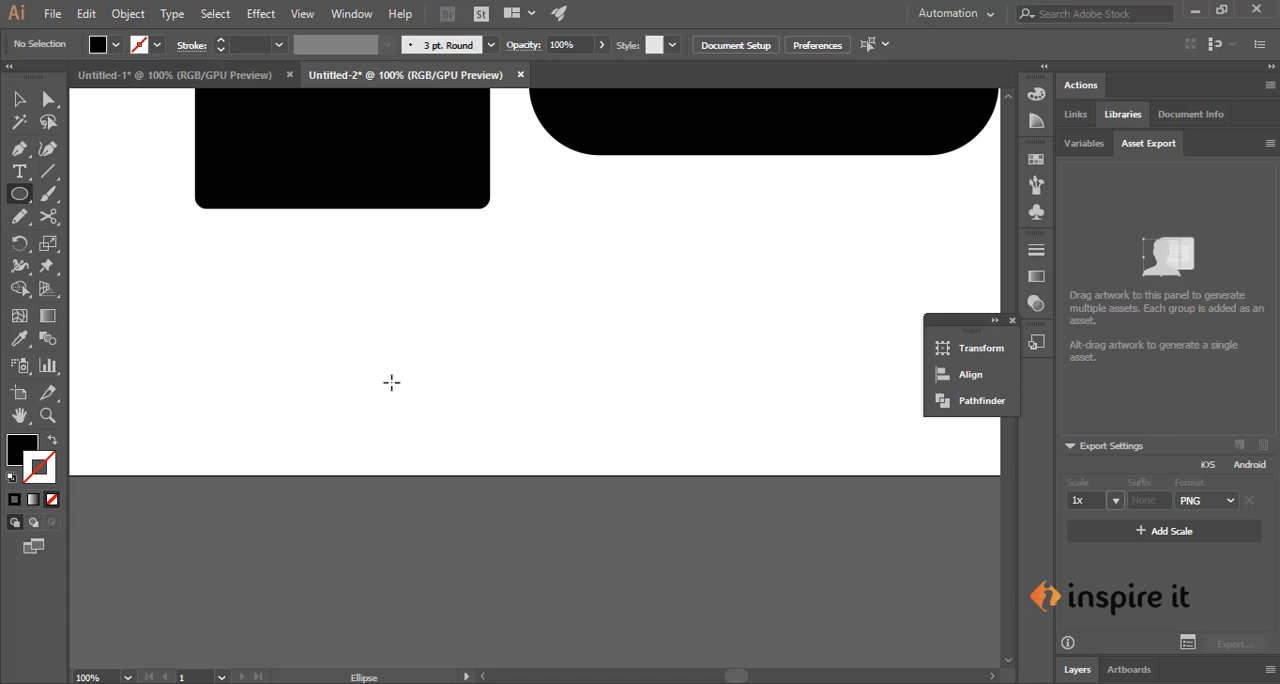 Ai File Edit Object Type Select Effect View Window Help Br St Automation Search Adobe Stock
No Selection Stroke: 3 pt. Round Opacity: 100% Style: Document Setup Preferences
Untitled-1* @ 100% (RGB/GPU Preview) Untitled-2* @ 100% (RGB/GPU Preview)
Actions
Links Libraries Document Info
Variables Asset Export
Drag artwork to this panel to generate
multiple assets. Each group is added as an
asset.
Alt-drag artwork to generate a single
asset.
Transform
Align
Pathfinder
Export Settings
iOS Android
Scale Suffix Format
1x None PNG
+ Add Scale
inspire it
Export...
Layers Artboards
100% 1 Ellipse